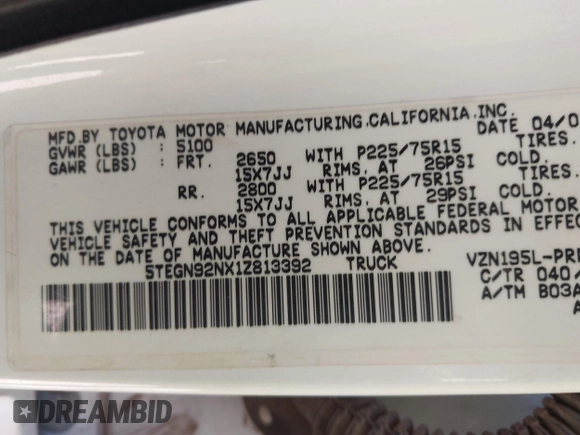 MFD.BY TOYOTA MOTOR MANUFACTURING,CALIFORNIA,INC.
GVWR (LBS) : 5100 DATE 04/0
GAWR (LBS) : FRT. 2650 WITH P225/75R15 TIRES.
15X7JJ RIMS, AT 26PSI COLD.
RR. 2800 WITH P225/75R15 TIRES.
15X7JJ RIMS, AT 29PSI COLD.
THIS VEHICLE CONFORMS TO ALL APPLICABLE FEDERAL MOTOR
VEHICLE SAFETY AND THEFT PREVENTION STANDARDS IN EFFEC
THE DATE OF MANUFACTURE SHOWN ABOVE.
5TEGN92NX1Z813392 TRUCK VZN195L-PR
C/TR 040
A/TM B03A
DREAMBID